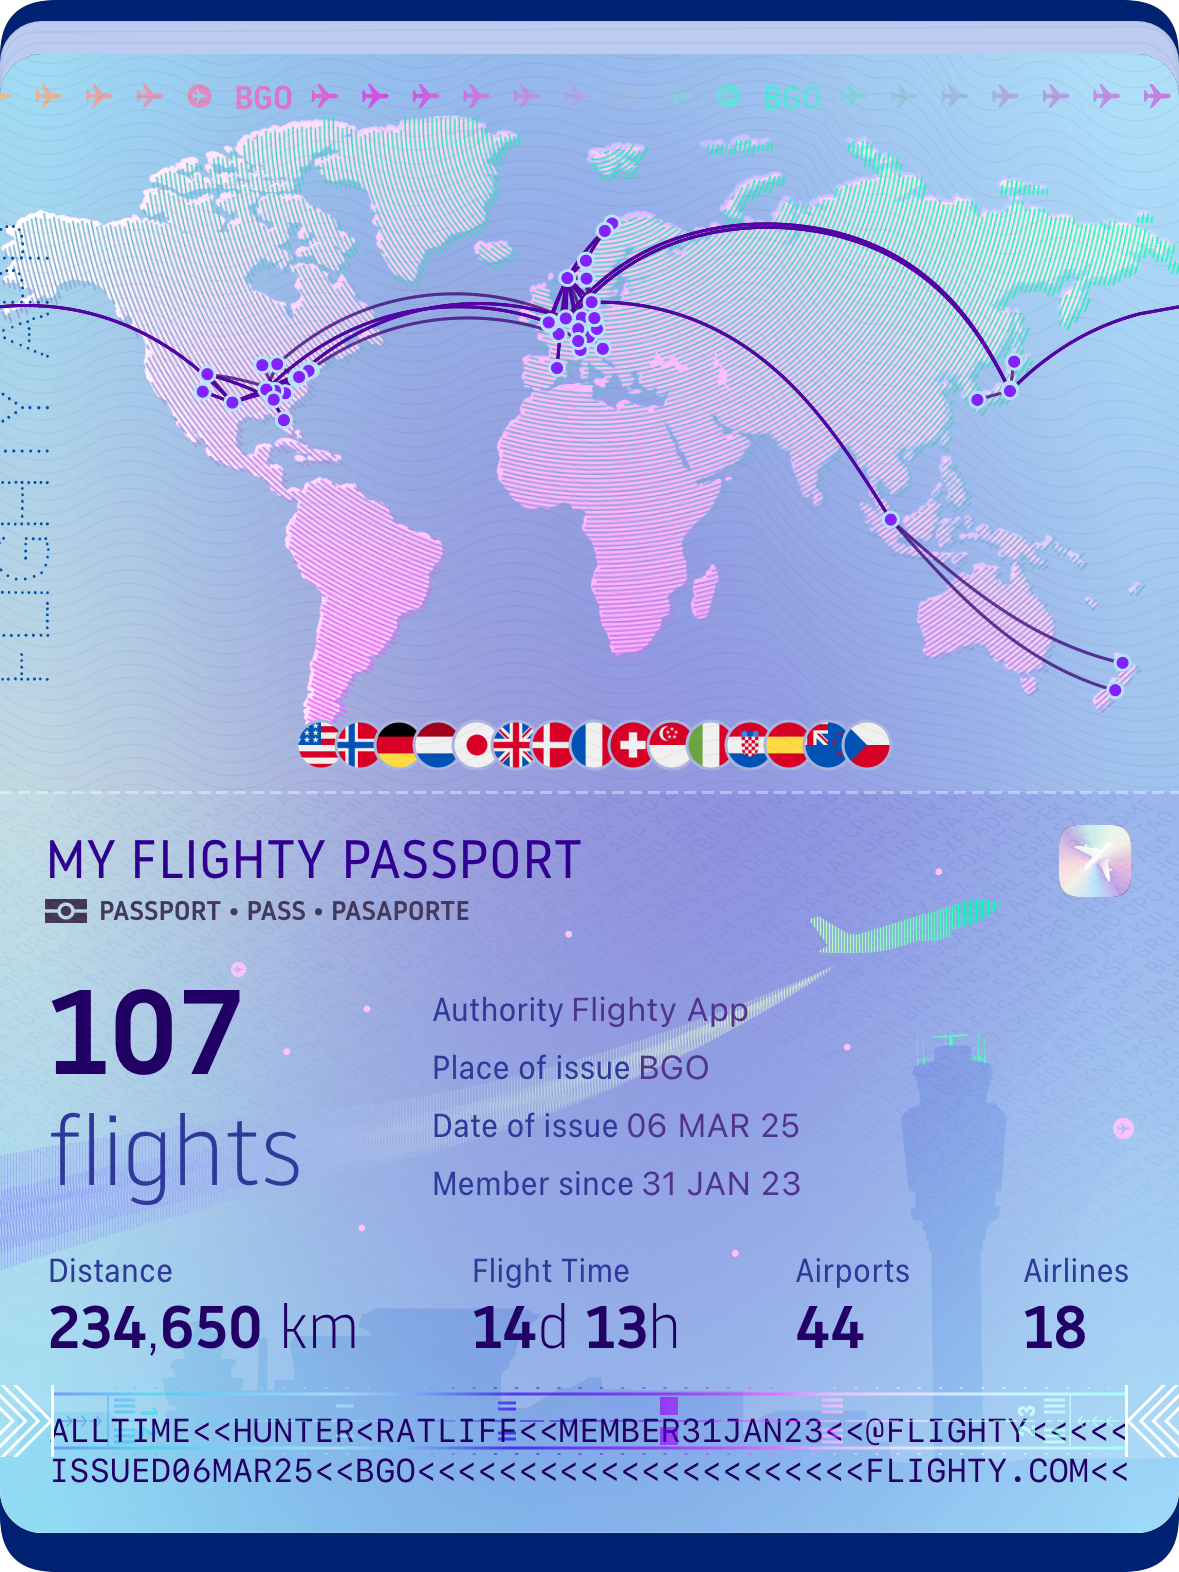 BGO BGO
FLIGHTY APP
MY FLIGHTY PASSPORT
PASSPORT • PASS • PASAPORTE
107
flights
Authority Flighty App
Place of issue BGO
Date of issue 06 MAR 25
Member since 31 JAN 23
Distance
234,650 km
Flight Time
14d 13h
Airports
44
Airlines
18
ALLTIME<<HUNTER<RATLIFF<<MEMBER31JAN23<<@FLIGHTY<<<<<
ISSUED06MAR25<<BGO<<<<<<<<<<<<<<<<<<<<<<FLIGHTY.COM<<